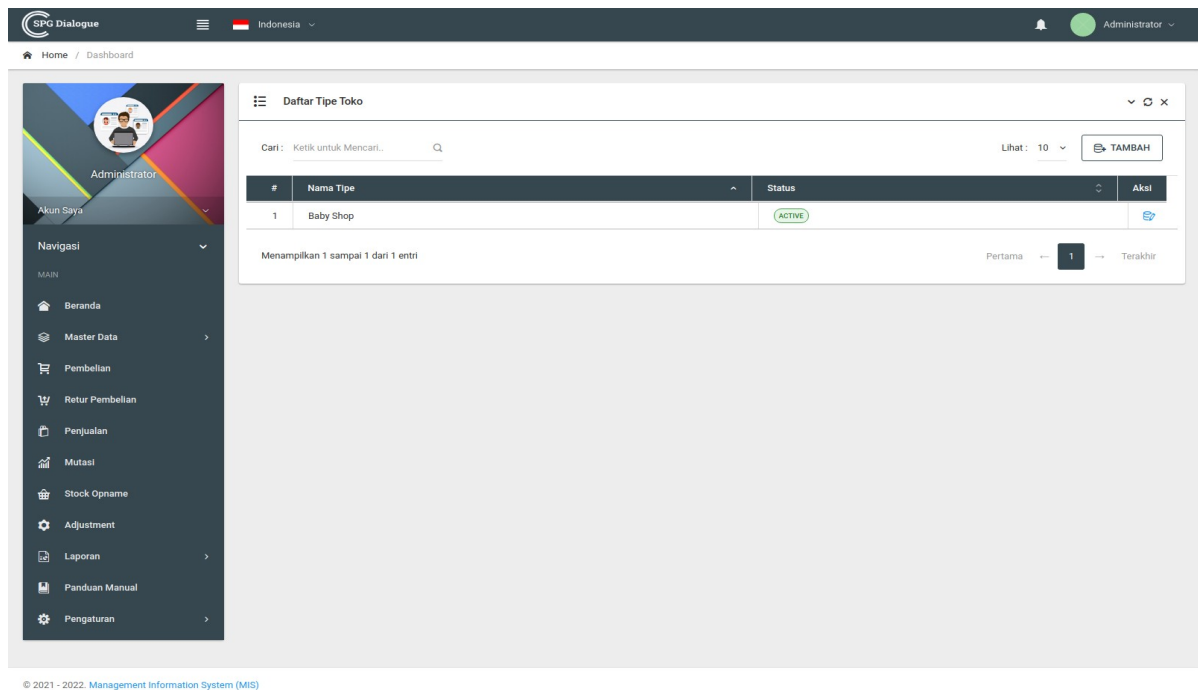 SPG Dialogue
Indonesia
Administrator
Home / Dashboard
Administrator
Akun Saya
Navigasi
MAIN
Beranda
Master Data
Pembelian
Retur Pembelian
Penjualan
Mutasi
Stock Opname
Adjustment
Laporan
Panduan Manual
Pengaturan
Daftar Tipe Toko
Cari : Ketik untuk Mencari..
Lihat : 10 TAMBAH
# Nama Tipe Status Aksi
1 Baby Shop ACTIVE
Menampilkan 1 sampai 1 dari 1 entri
Pertama ← 1 → Terakhir
© 2021 - 2022. Management Information System (MIS)